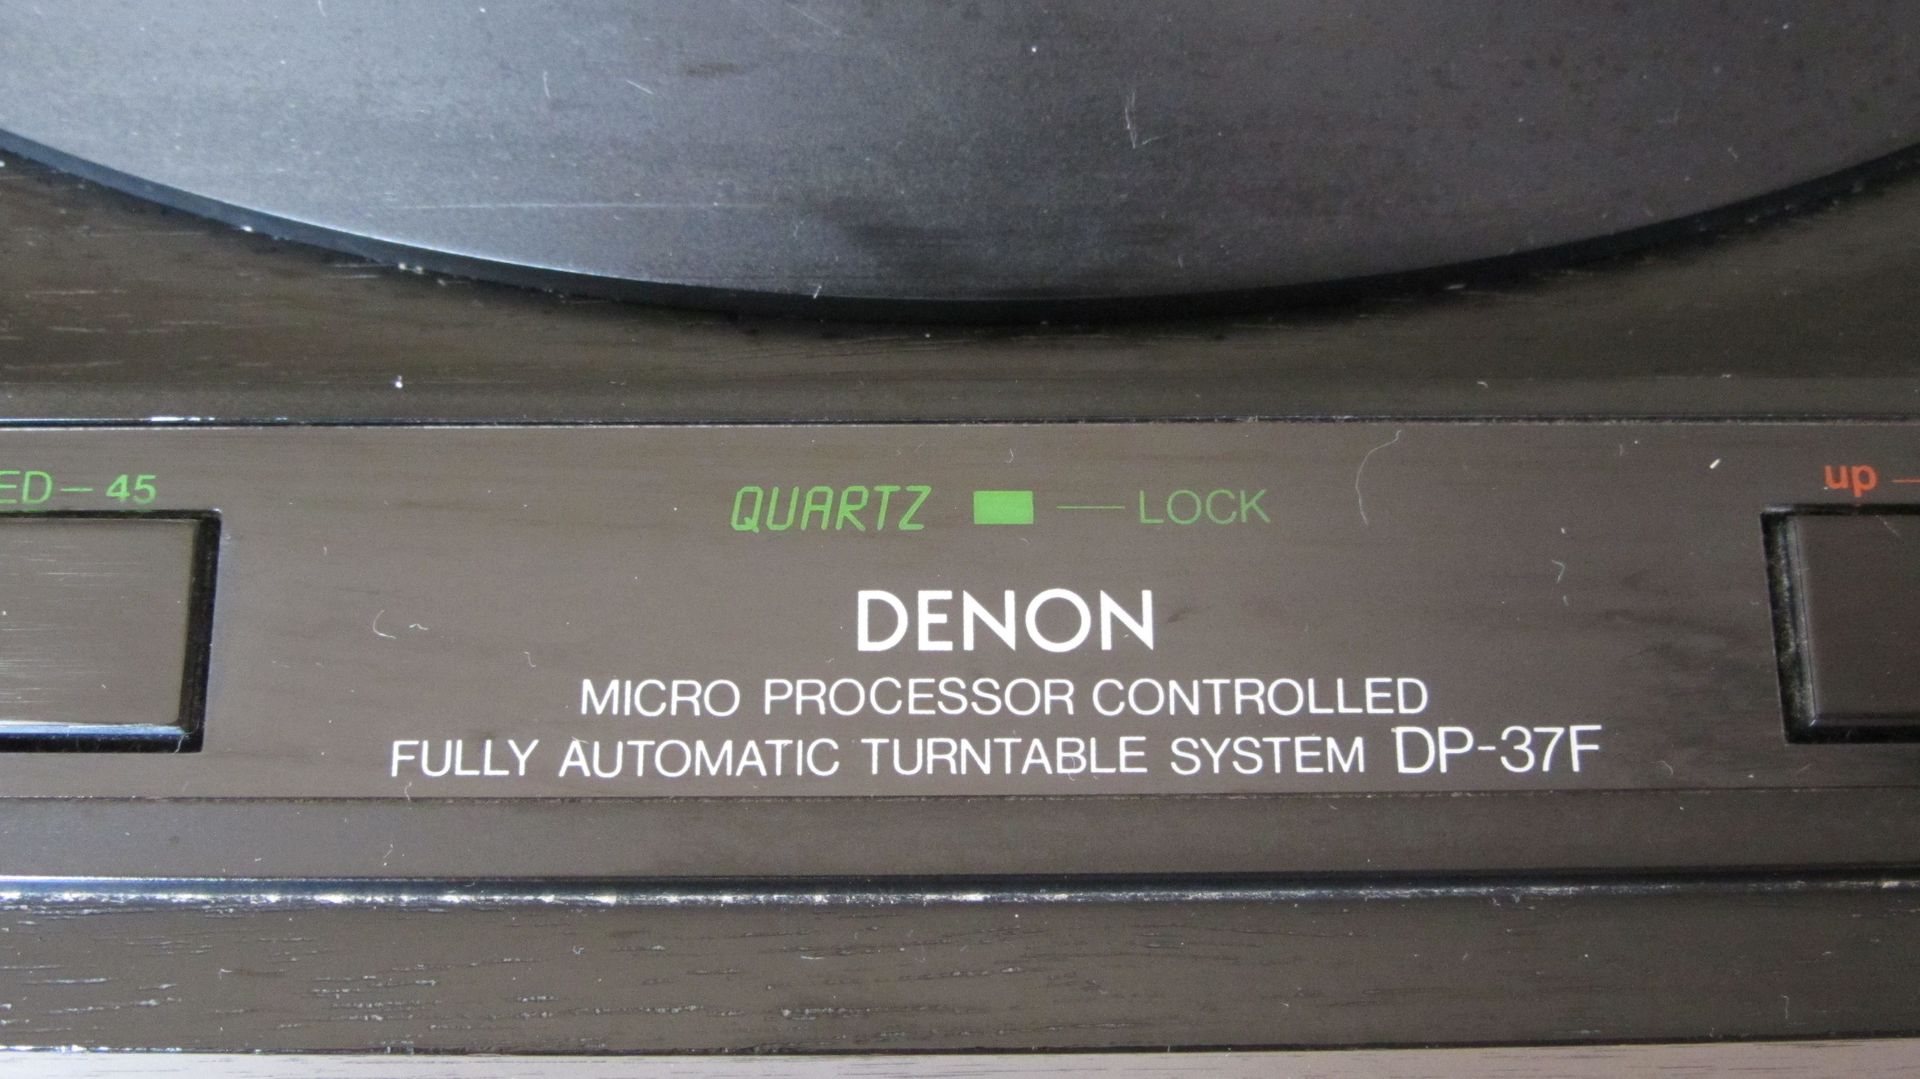 ED – 45
QUARTZ — LOCK
up –
DENON
MICRO PROCESSOR CONTROLLED
FULLY AUTOMATIC TURNTABLE SYSTEM DP-37F